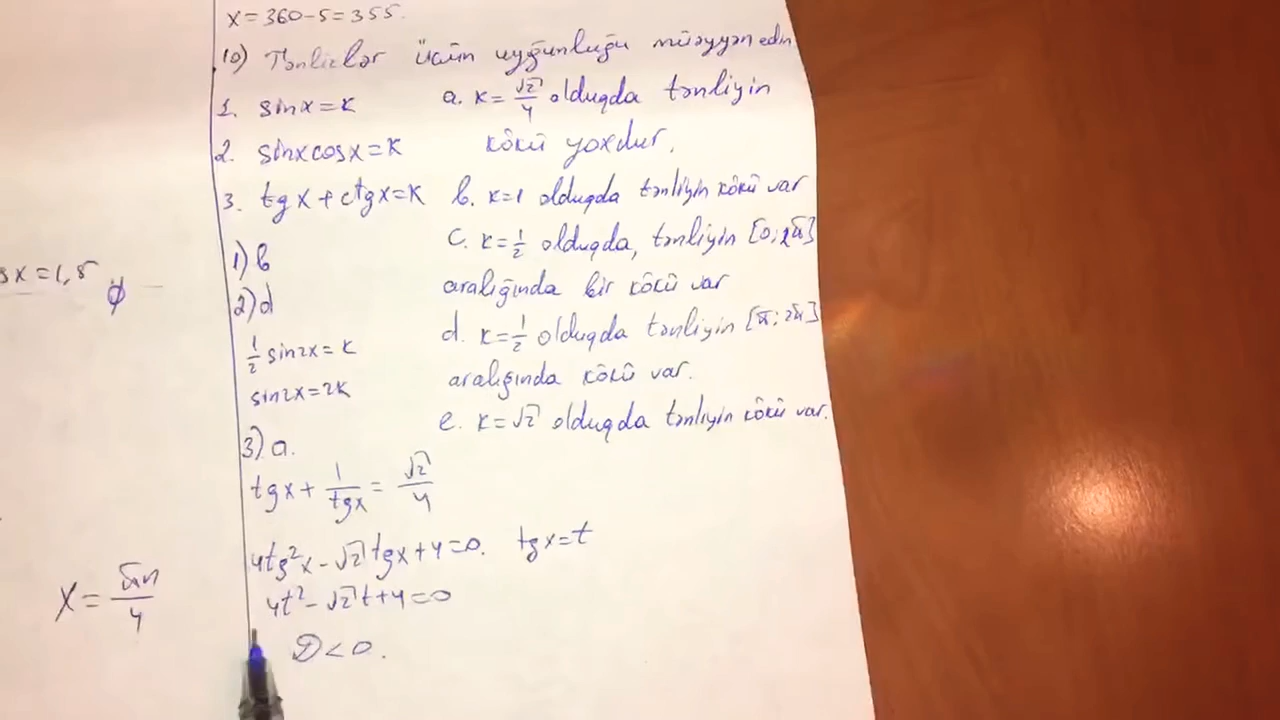 x = 360-5 = 355.
10) Tənliklər üçün uyğunluğu müəyyən edin
1. sinx = k
a. k = √2/4 olduqda tənliyin
kökü yoxdur.
2. sinxcosx = k
3. tgx + ctgx = k
b. k=1 olduqda tənliyin kökü var
c. k = 1/2 olduqda, tənliyin [0; 2π]
aralığında bir kökü var
d. k = 1/2 olduqda tənliyin [π; 2π]
aralığında kökü var.
e. k = √2 olduqda tənliyin kökü var.
1) b
2) d
1/2 sin2x = k
sin2x = 2k
3) a.
tgx + 1/tgx = √2/4
4tg²x - √2 tgx + 4 = 0. tgx = t
4t² - √2 t + 4 = 0
D < 0.
x = 1,5 ∅
x = πn/4